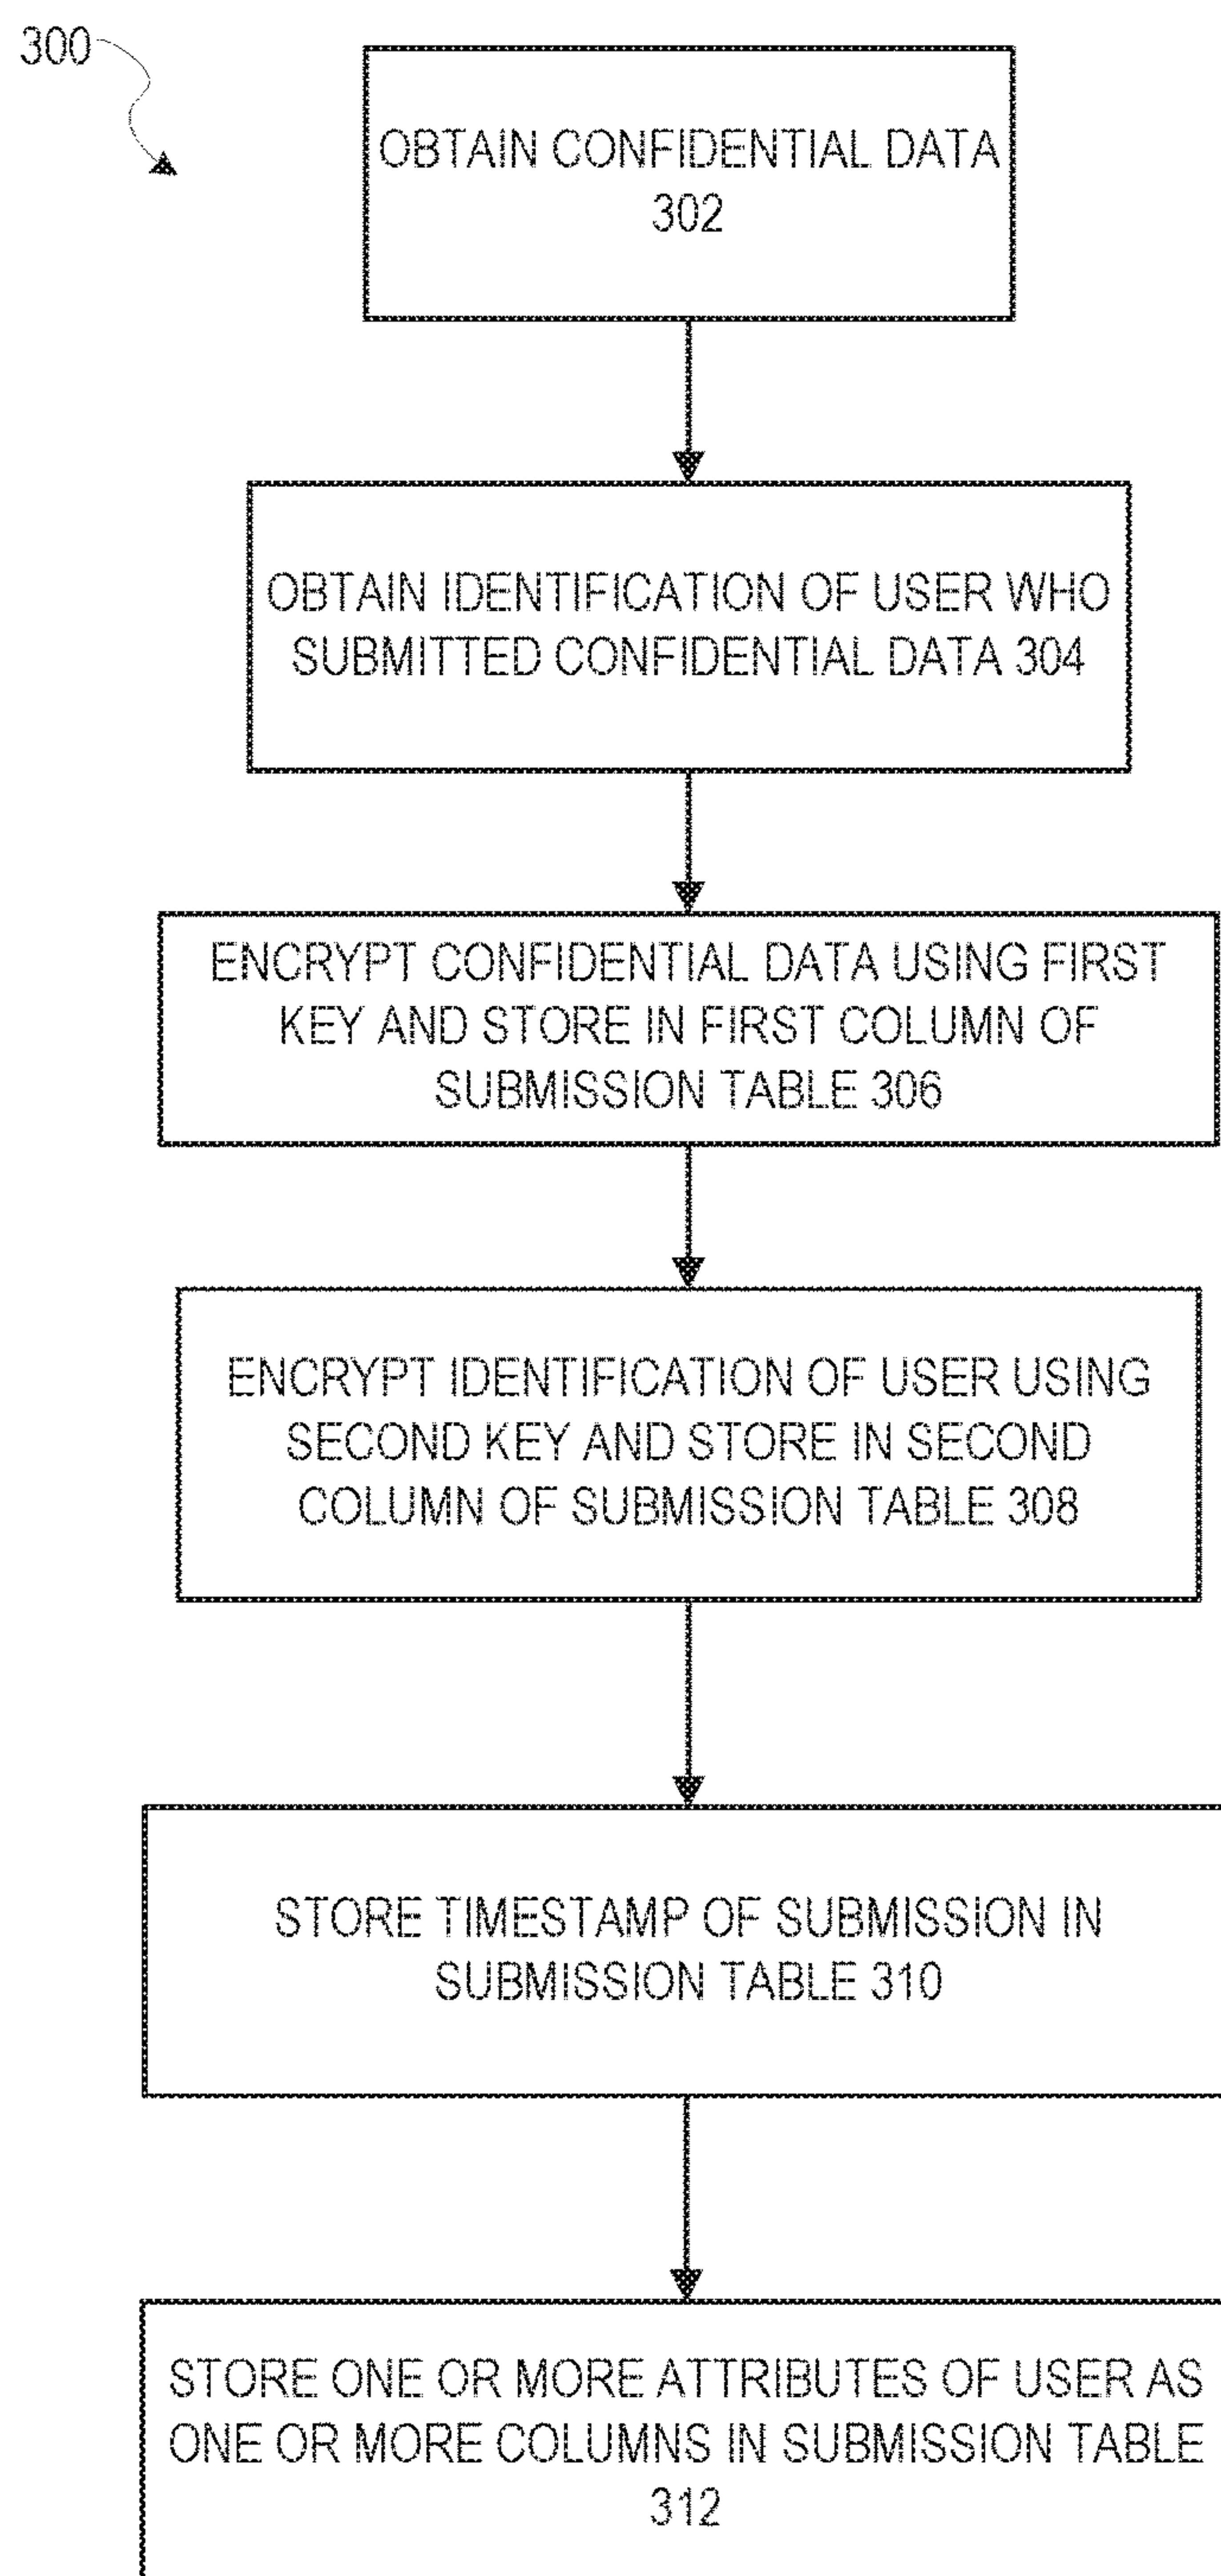 300
OBTAIN CONFIDENTIAL DATA
302
OBTAIN IDENTIFICATION OF USER WHO
SUBMITTED CONFIDENTIAL DATA 304
ENCRYPT CONFIDENTIAL DATA USING FIRST
KEY AND STORE IN FIRST COLUMN OF
SUBMISSION TABLE 306
ENCRYPT IDENTIFICATION OF USER USING
SECOND KEY AND STORE IN SECOND
COLUMN OF SUBMISSION TABLE 308
STORE TIMESTAMP OF SUBMISSION IN
SUBMISSION TABLE 310
STORE ONE OR MORE ATTRIBUTES OF USER AS
ONE OR MORE COLUMNS IN SUBMISSION TABLE
312